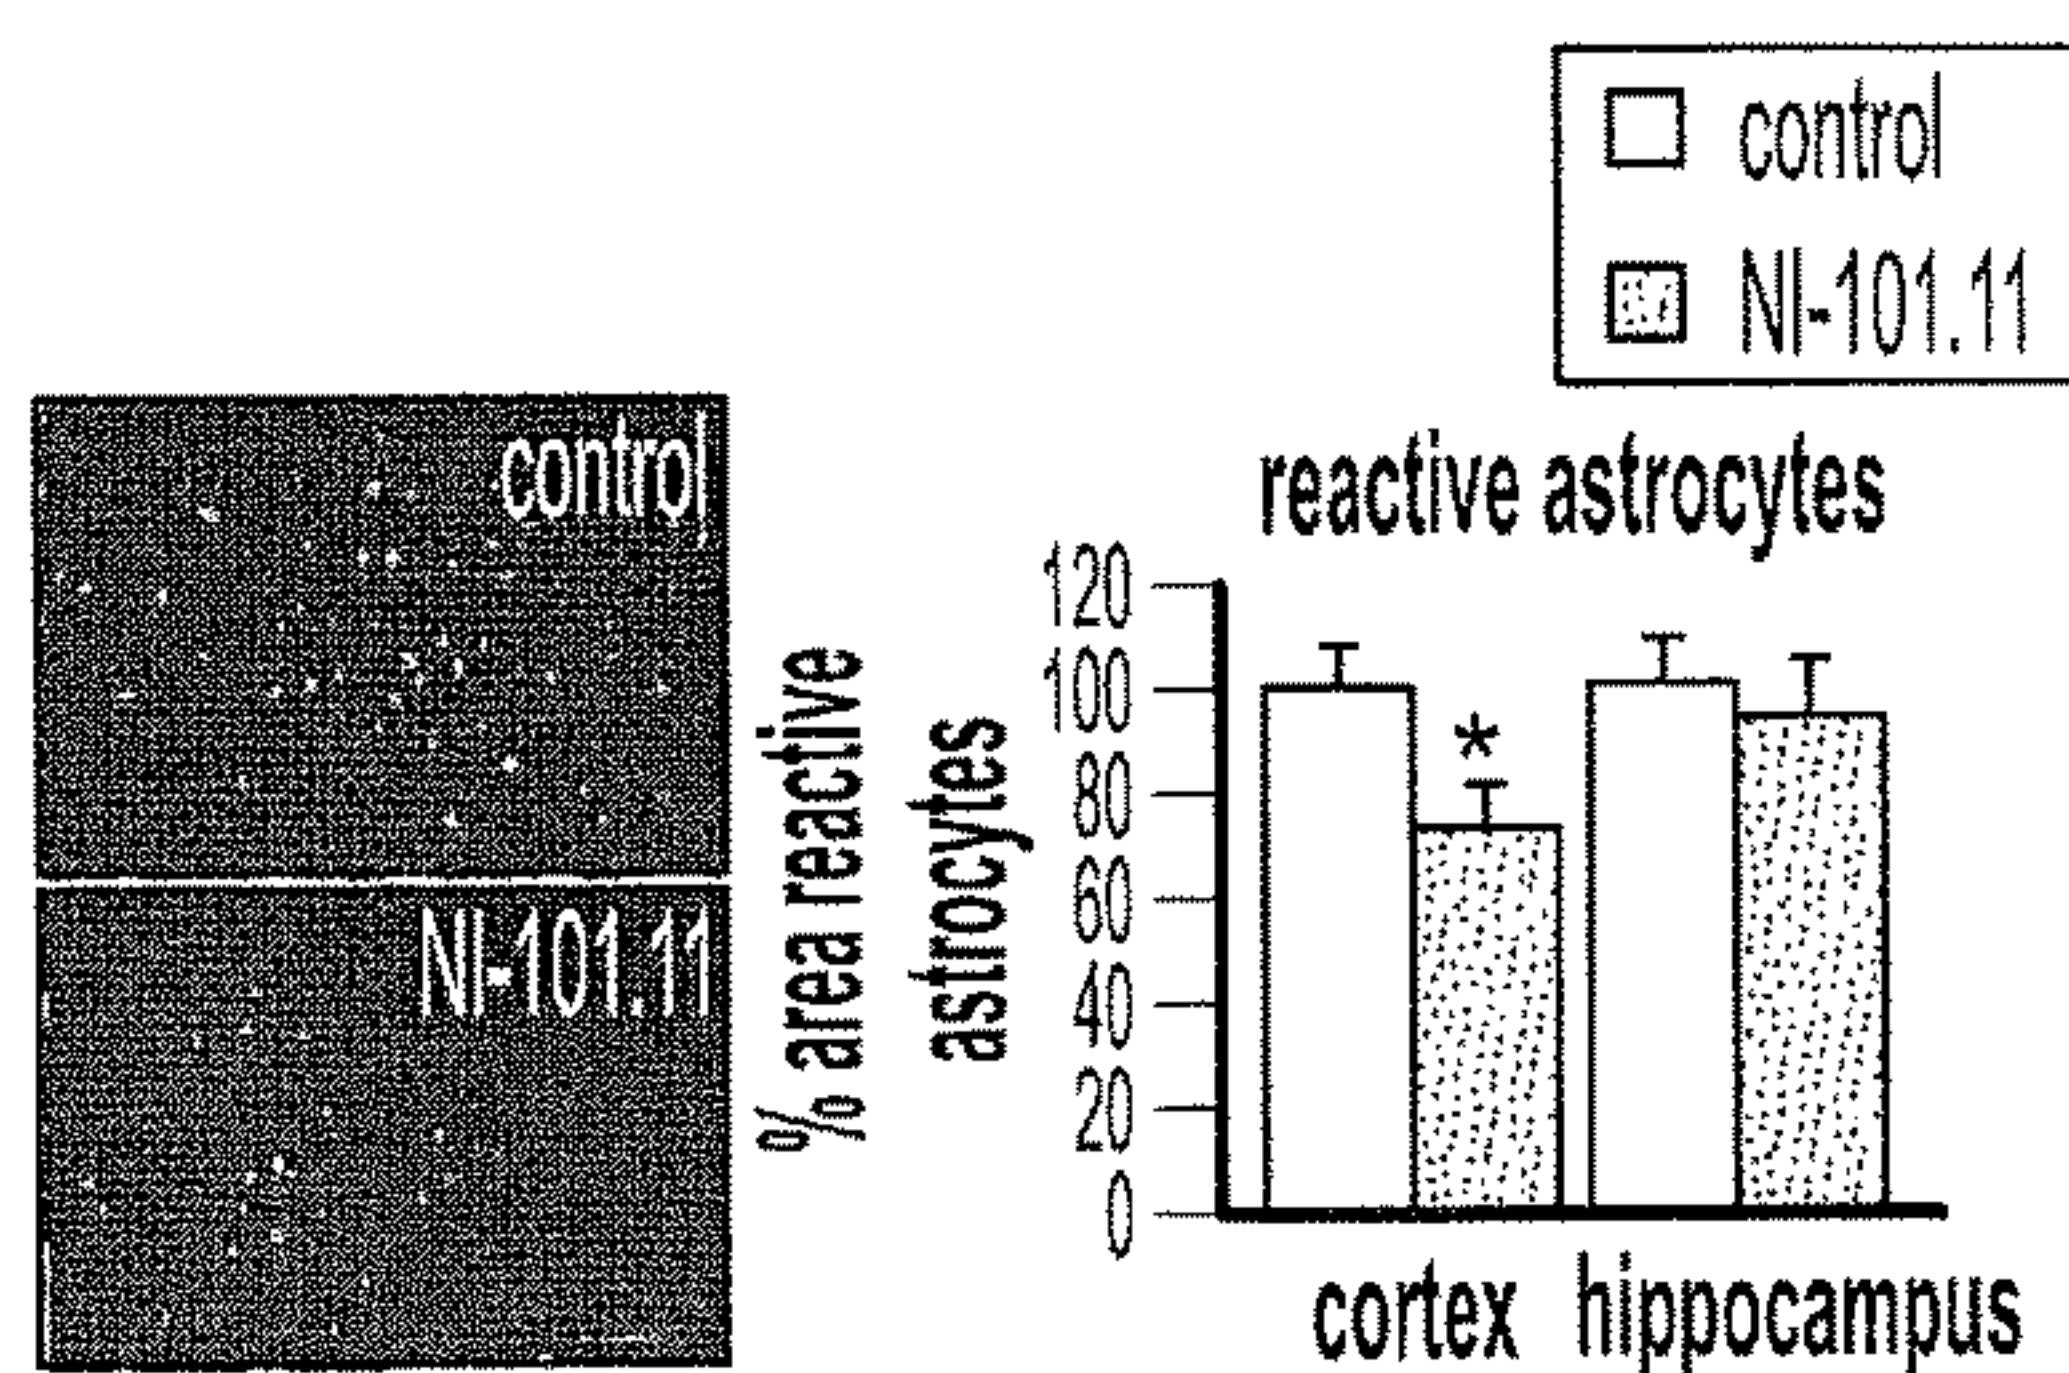 control
NI-101.11
control
NI-101.11
% area reactive
astrocytes
reactive astrocytes
120
100
80
60
40
20
0
*
cortex hippocampus